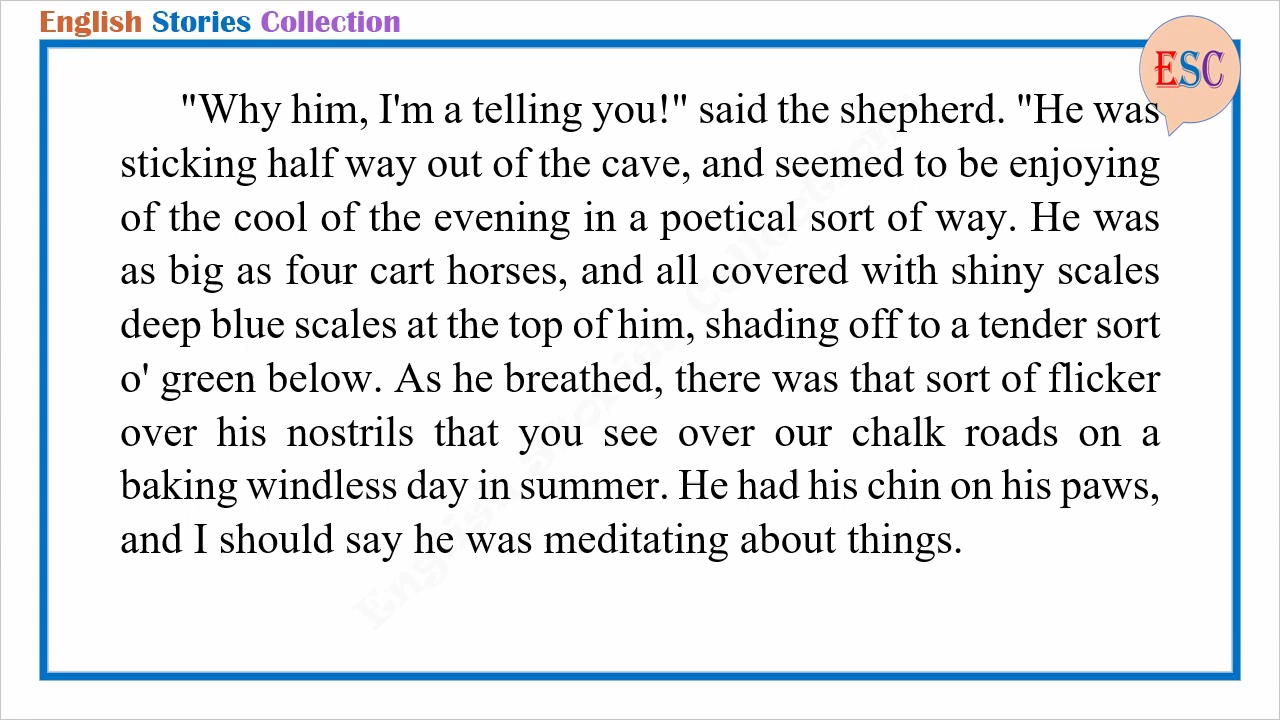 English Stories Collection
ESC
"Why him, I'm a telling you!" said the shepherd. "He was
sticking half way out of the cave, and seemed to be enjoying
of the cool of the evening in a poetical sort of way. He was
as big as four cart horses, and all covered with shiny scales
deep blue scales at the top of him, shading off to a tender sort
o' green below. As he breathed, there was that sort of flicker
over his nostrils that you see over our chalk roads on a
baking windless day in summer. He had his chin on his paws,
and I should say he was meditating about things.
English Stories Collection